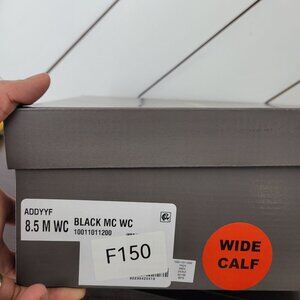 ADDYYF
8.5 M WC
BLACK MC WC
10011011200
F150
WIDE
CALF